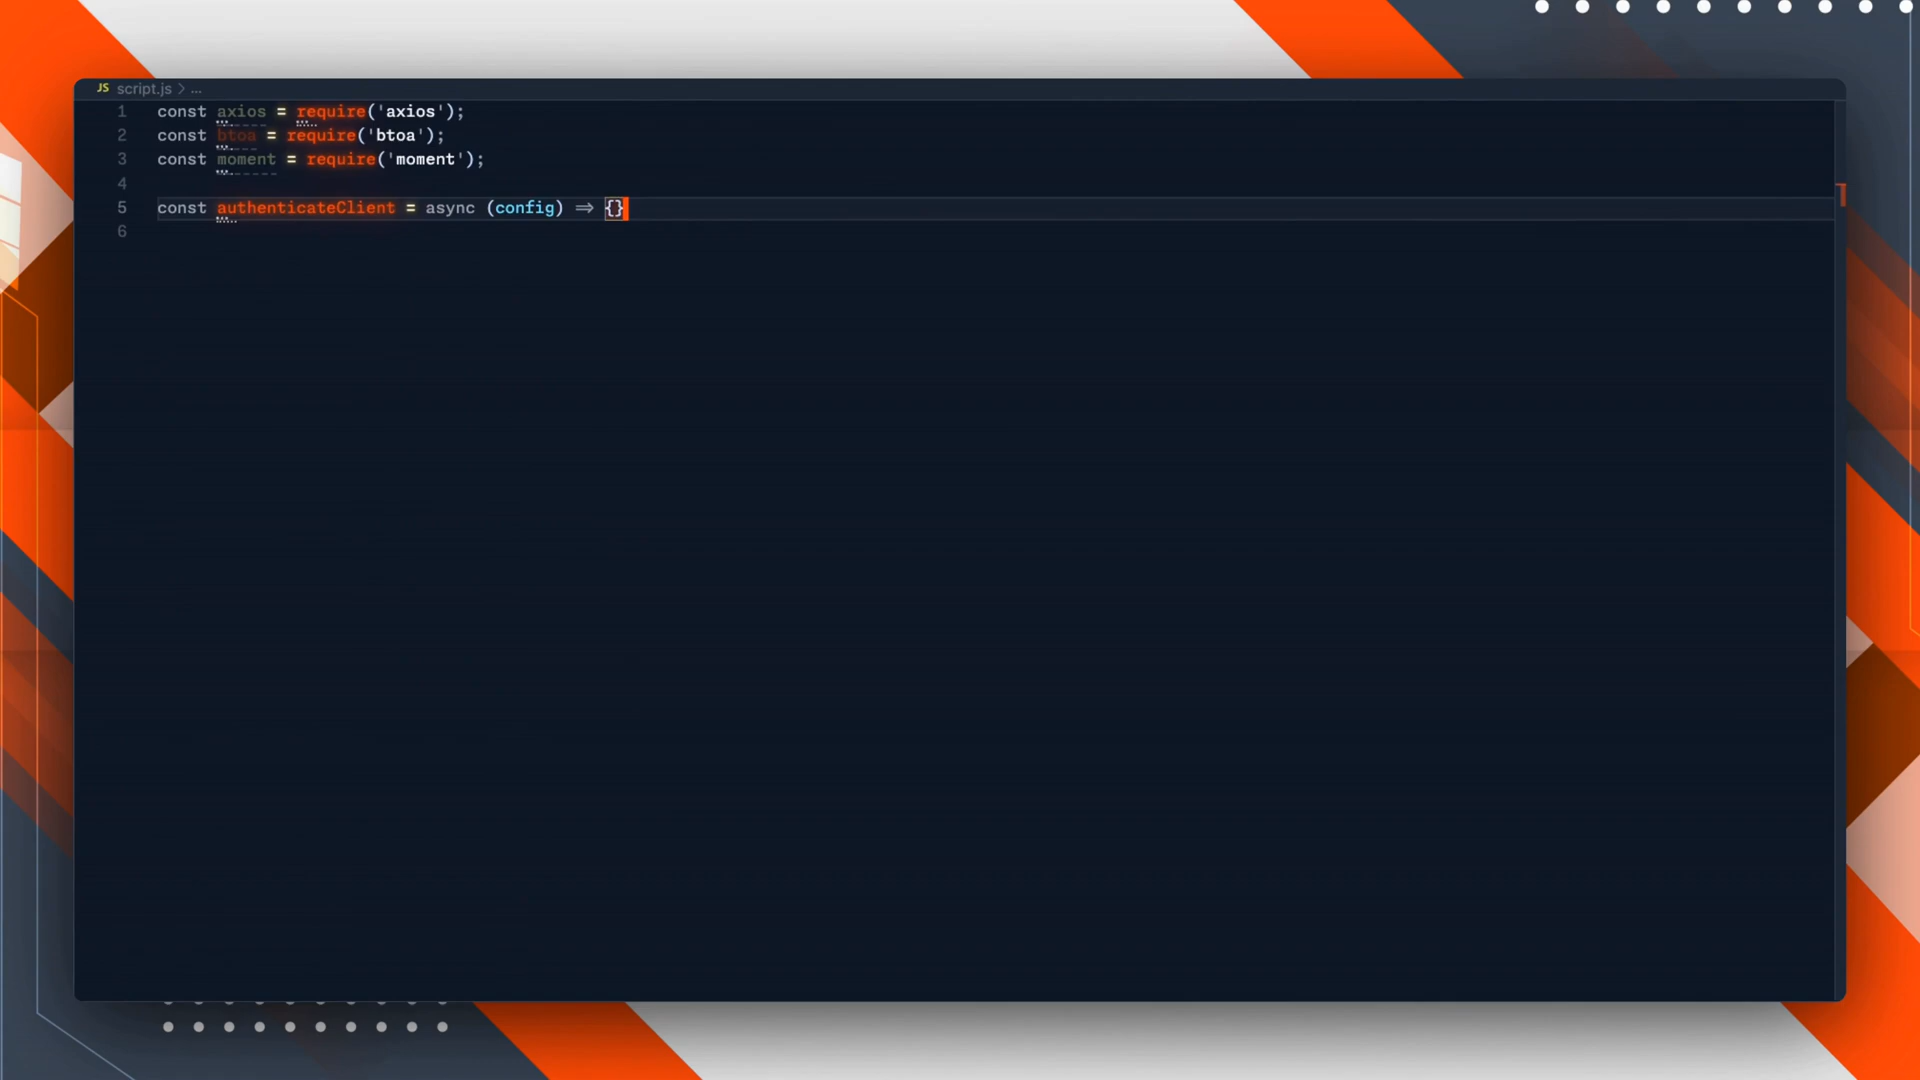 JS script.js > ...
1 const axios = require('axios');
2 const btoa = require('btoa');
3 const moment = require('moment');
4
5 const authenticateClient = async (config) => {}
6